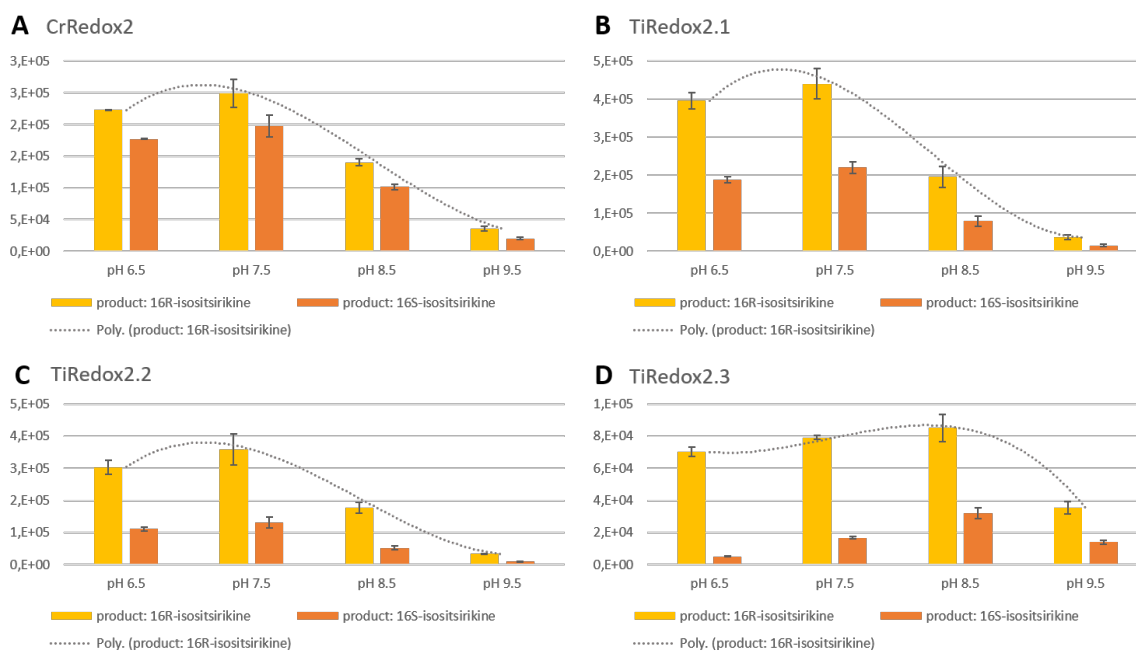 A CrRedox2
3,E+05
3,E+05
2,E+05
2,E+05
1,E+05
5,E+04
0,E+00
pH 6.5 pH 7.5 pH 8.5 pH 9.5
product: 16R-isositsirikine product: 16S-isositsirikine
Poly. (product: 16R-isositsirikine)
B TiRedox2.1
5,E+05
4,E+05
3,E+05
2,E+05
1,E+05
0,E+00
pH 6.5 pH 7.5 pH 8.5 pH 9.5
product: 16R-isositsirikine product: 16S-isositsirikine
Poly. (product: 16R-isositsirikine)
C TiRedox2.2
5,E+05
4,E+05
3,E+05
2,E+05
1,E+05
0,E+00
pH 6.5 pH 7.5 pH 8.5 pH 9.5
product: 16R-isositsirikine product: 16S-isositsirikine
Poly. (product: 16R-isositsirikine)
D TiRedox2.3
1,E+05
8,E+04
6,E+04
4,E+04
2,E+04
0,E+00
pH 6.5 pH 7.5 pH 8.5 pH 9.5
product: 16R-isositsirikine product: 16S-isositsirikine
Poly. (product: 16R-isositsirikine)